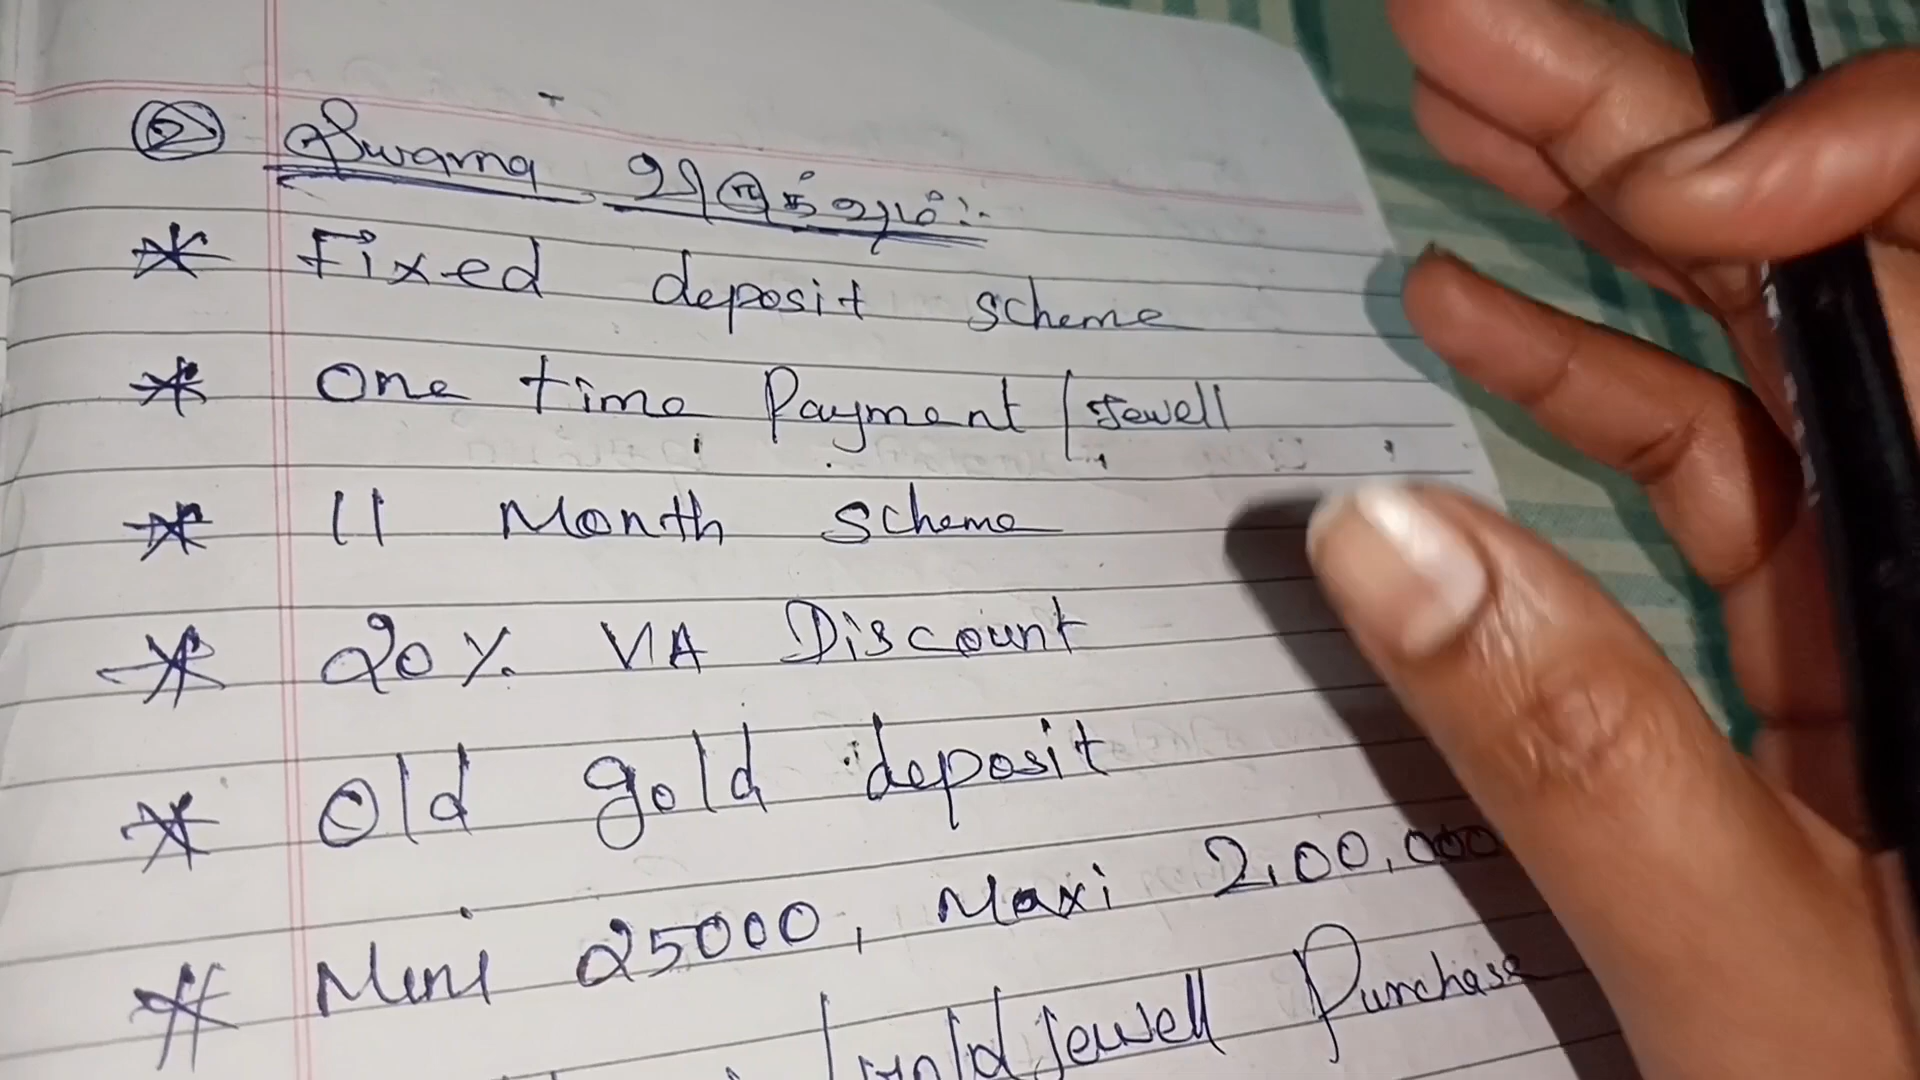 ② Swarna விருக்ஷம்:-
* Fixed deposit scheme
* One time Payment / Jewell
* 11 Month scheme
* 20% VA Discount
* Old gold deposit
* Mini 25000, Maxi 2,00,000
/ gold jewell Purchase